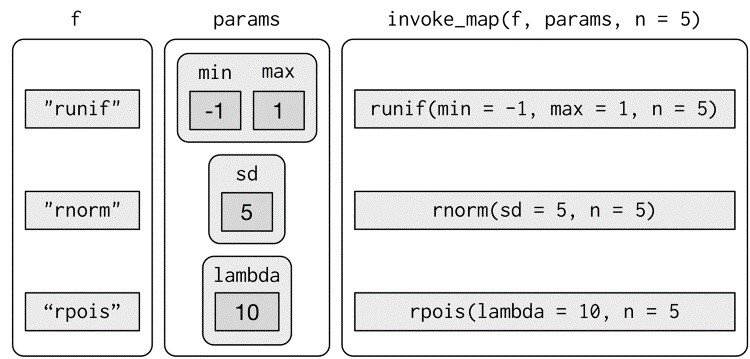 f
params
invoke_map(f, params, n = 5)
min
max
"runif"
-1
1
runif(min = -1, max = 1, n = 5)
sd
"rnorm"
5
rnorm(sd = 5, n = 5)
lambda
“rpois”
10
rpois(lambda = 10, n = 5